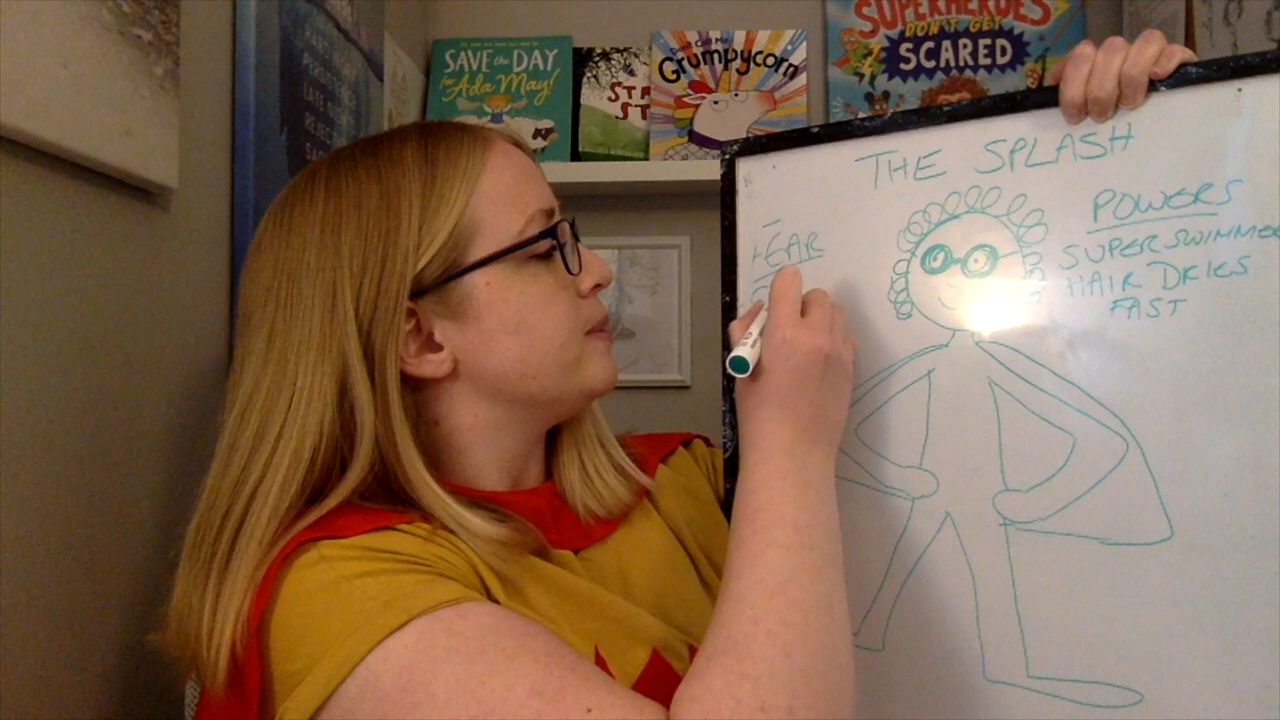 SAVE the DAY
for Ada May!
Grumpycorn
SUPERHEROES
DON'T GET
SCARED
THE SPLASH
FEAR
POWERS
SUPER SWIMMER
HAIR DRIES
FAST